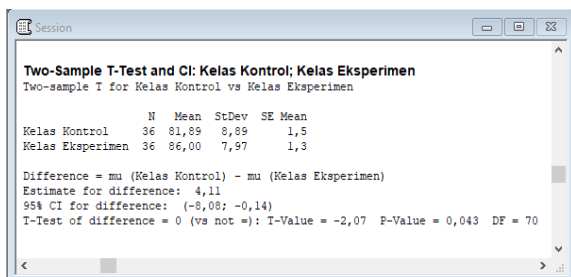 Session
Two-Sample T-Test and CI: Kelas Kontrol; Kelas Eksperimen
Two-sample T for Kelas Kontrol vs Kelas Eksperimen
N Mean StDev SE Mean
Kelas Kontrol 36 81,89 8,89 1,5
Kelas Eksperimen 36 86,00 7,97 1,3
Difference = mu (Kelas Kontrol) - mu (Kelas Eksperimen)
Estimate for difference: 4,11
95% CI for difference: (-8,08; -0,14)
T-Test of difference = 0 (vs not =): T-Value = -2,07 P-Value = 0,043 DF = 70